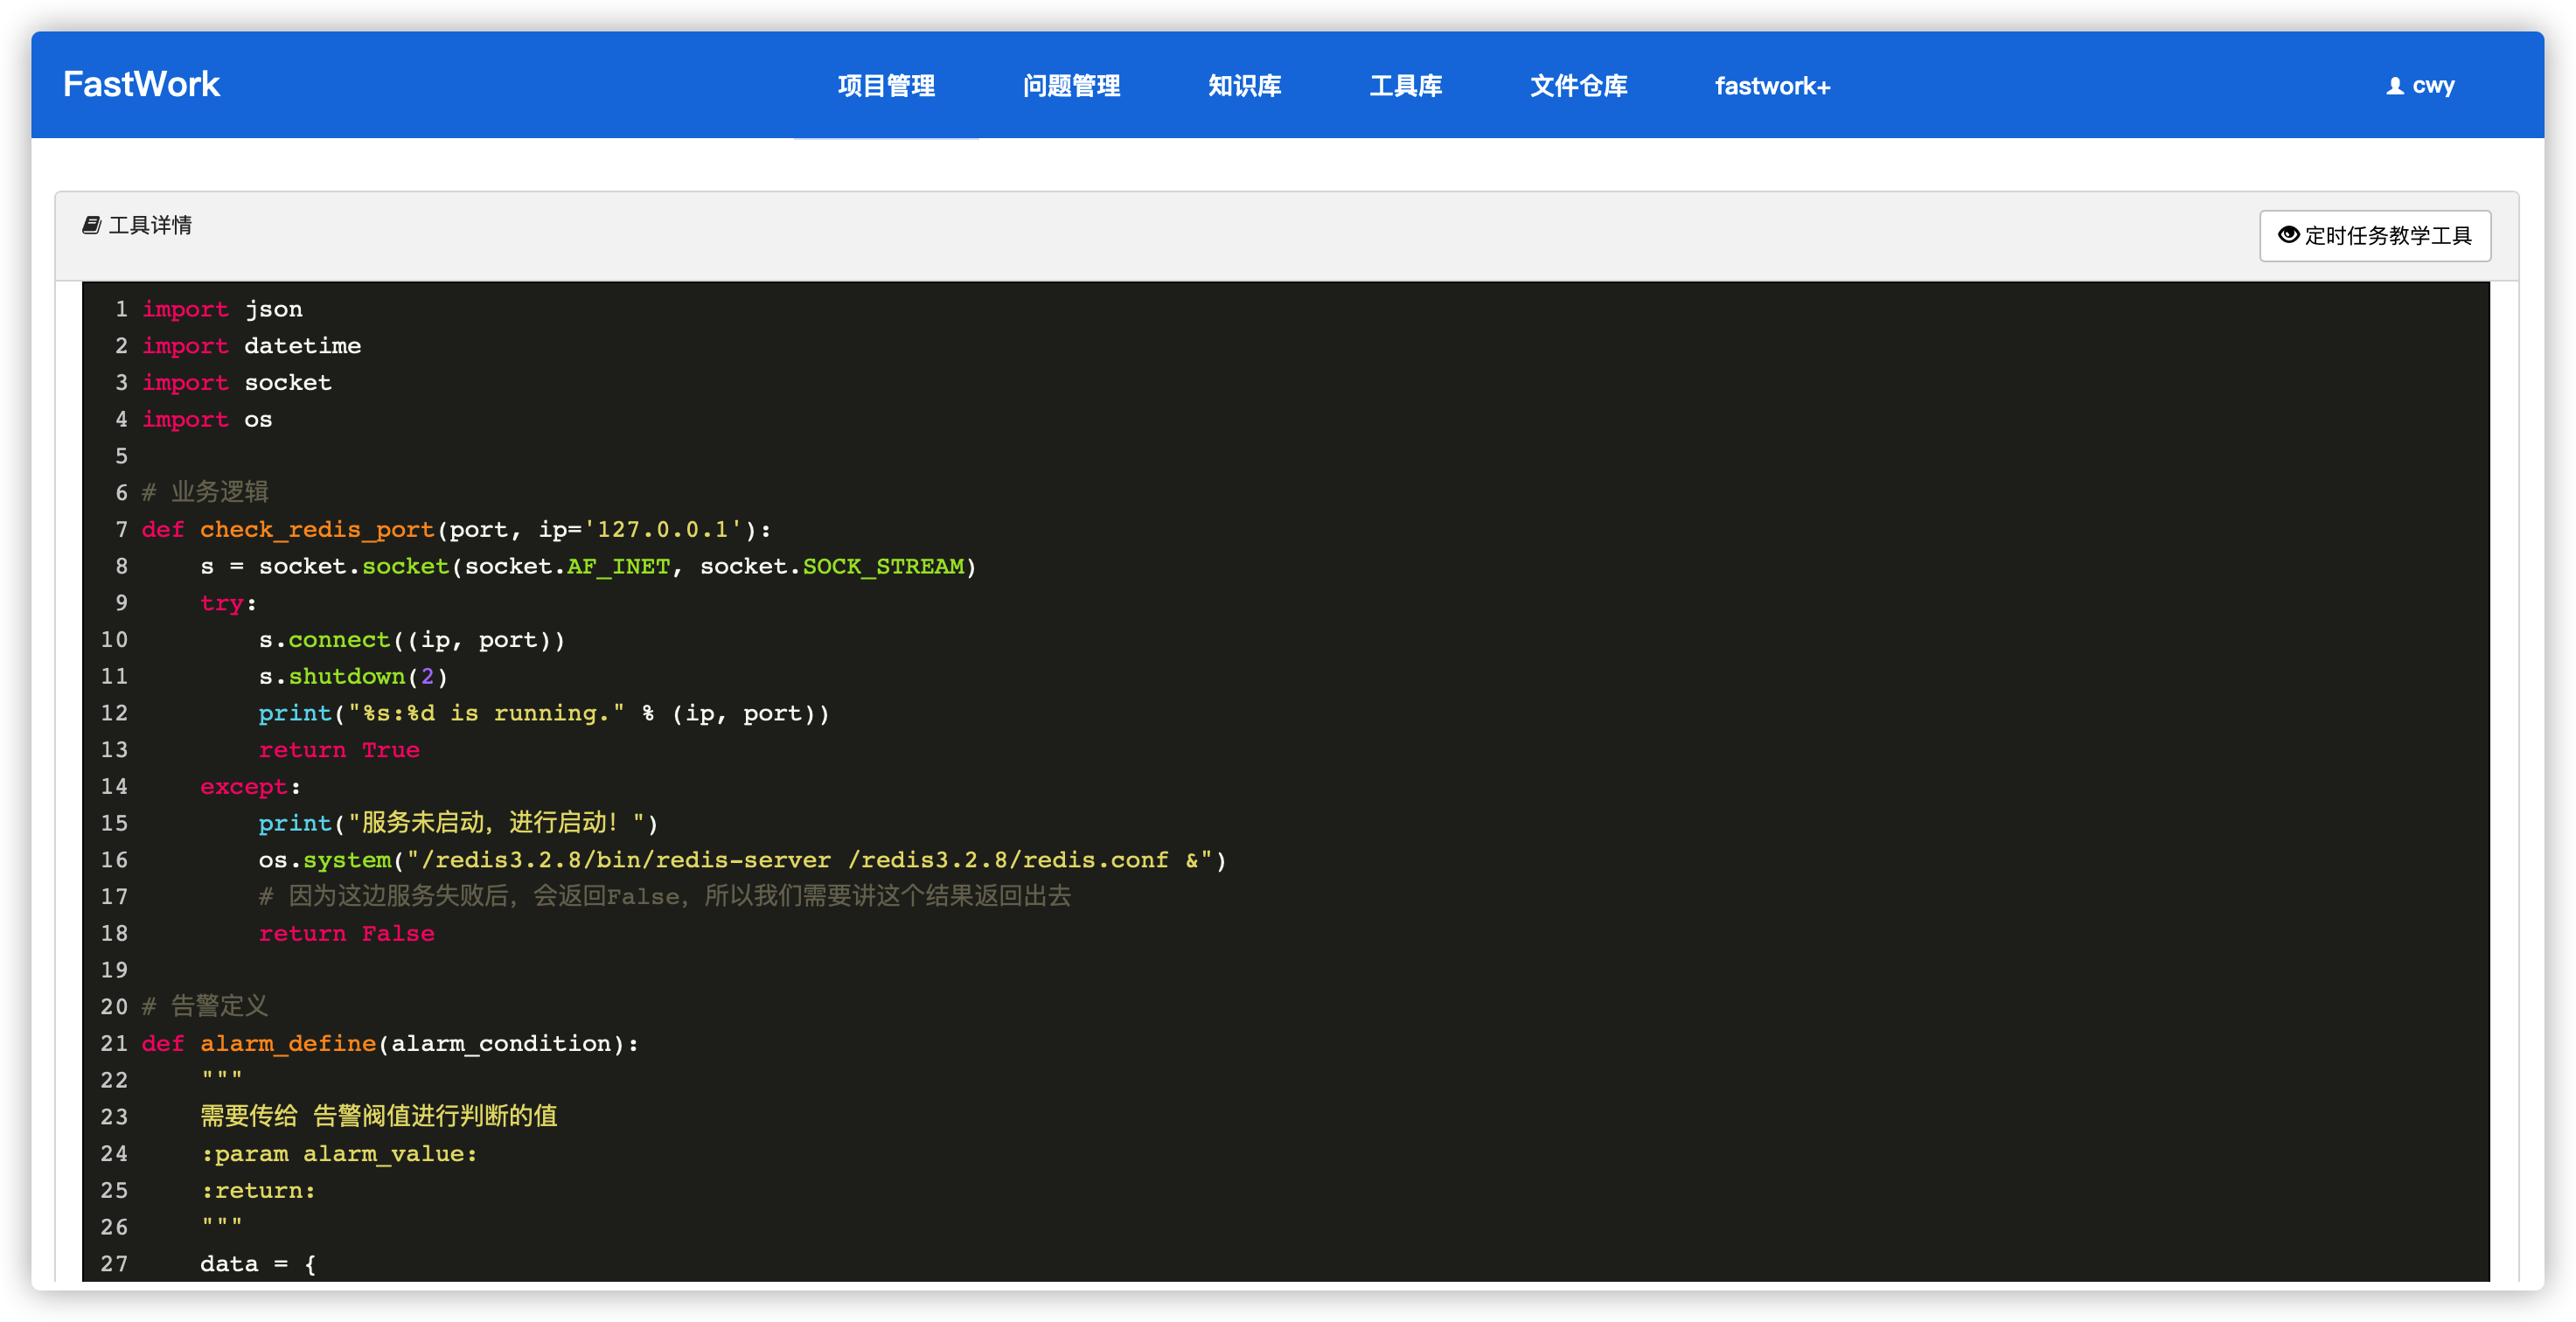 FastWork 项目管理 问题管理 知识库 工具库 文件仓库 fastwork+ cwy
工具详情 定时任务教学工具
1 import json
2 import datetime
3 import socket
4 import os
5
6 # 业务逻辑
7 def check_redis_port(port, ip='127.0.0.1'):
8     s = socket.socket(socket.AF_INET, socket.SOCK_STREAM)
9     try:
10         s.connect((ip, port))
11         s.shutdown(2)
12         print("%s:%d is running." % (ip, port))
13         return True
14     except:
15         print("服务未启动，进行启动！")
16         os.system("/redis3.2.8/bin/redis-server /redis3.2.8/redis.conf &")
17         # 因为这边服务失败后，会返回False，所以我们需要讲这个结果返回出去
18         return False
19
20 # 告警定义
21 def alarm_define(alarm_condition):
22     """
23     需要传给 告警阀值进行判断的值
24     :param alarm_value:
25     :return:
26     """
27     data = {